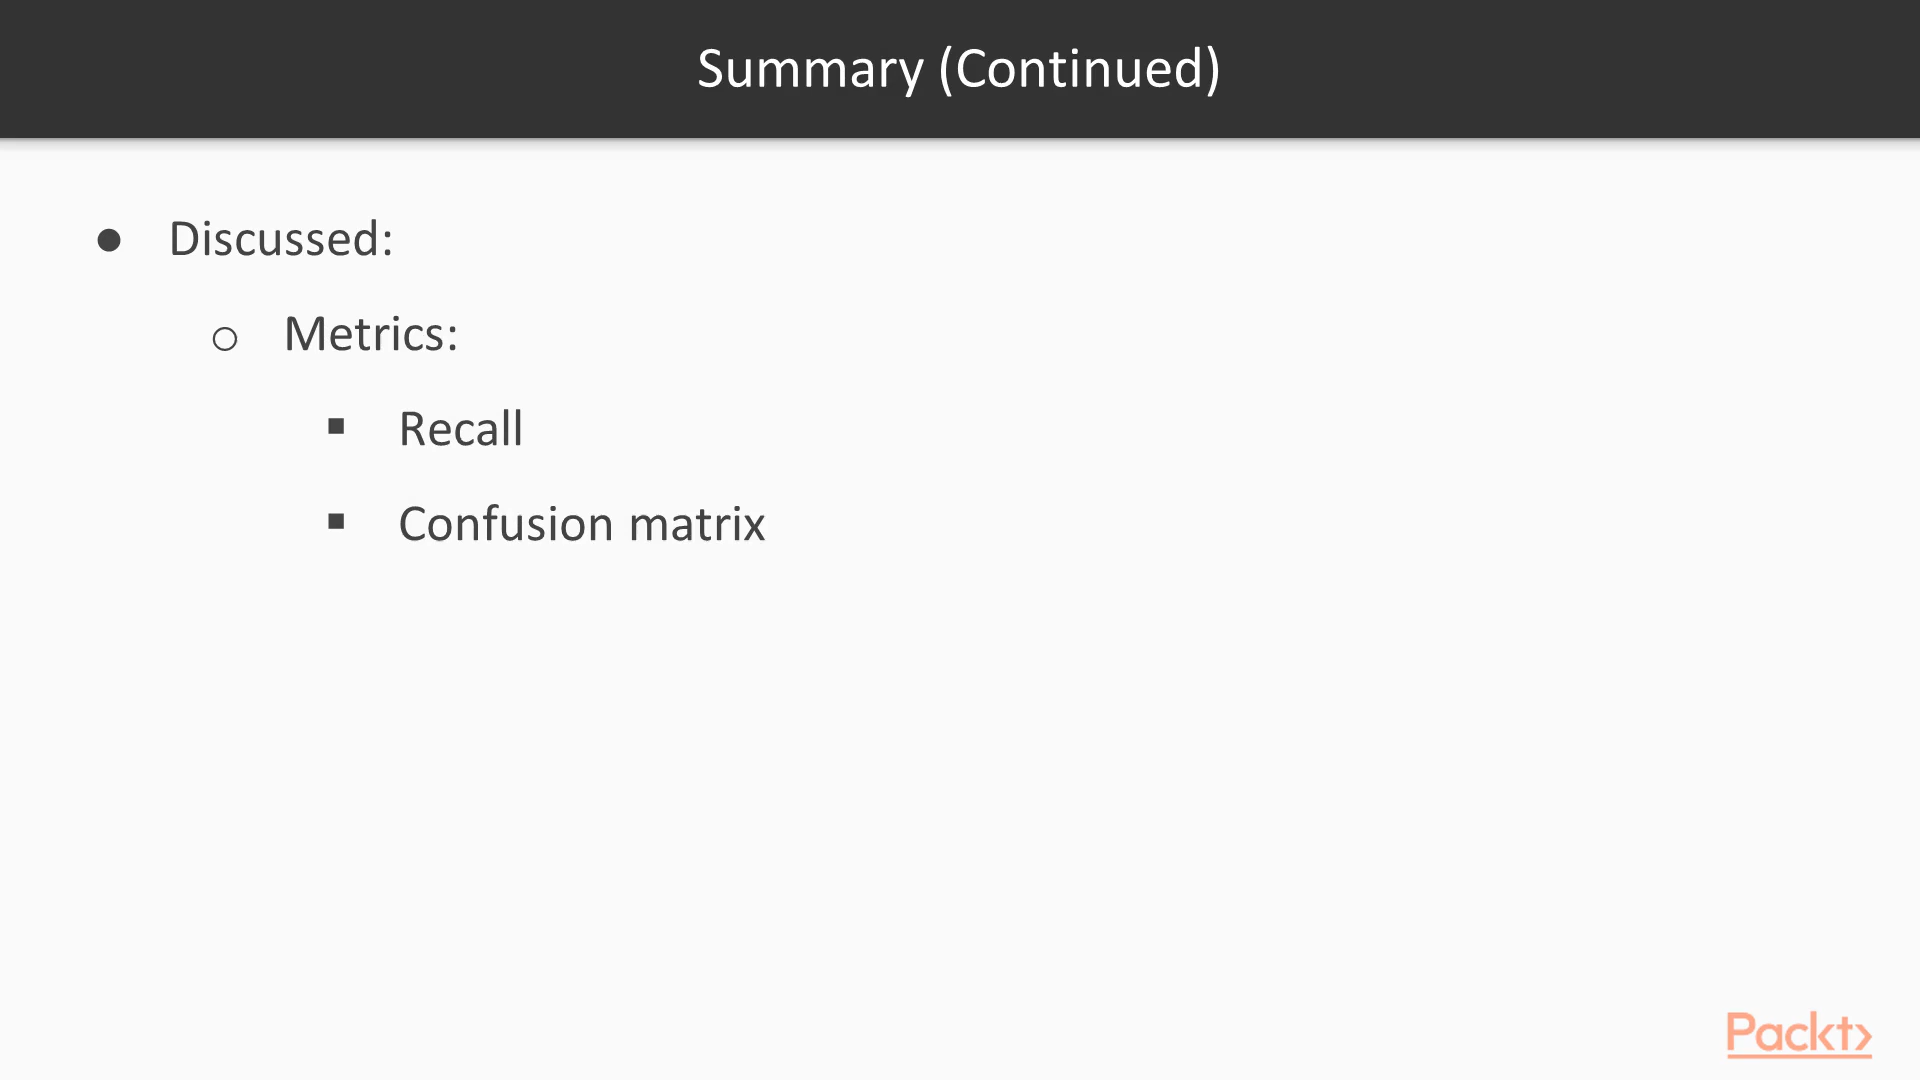 Summary (Continued)
● Discussed:
○ Metrics:
▪ Recall
▪ Confusion matrix
Packt>